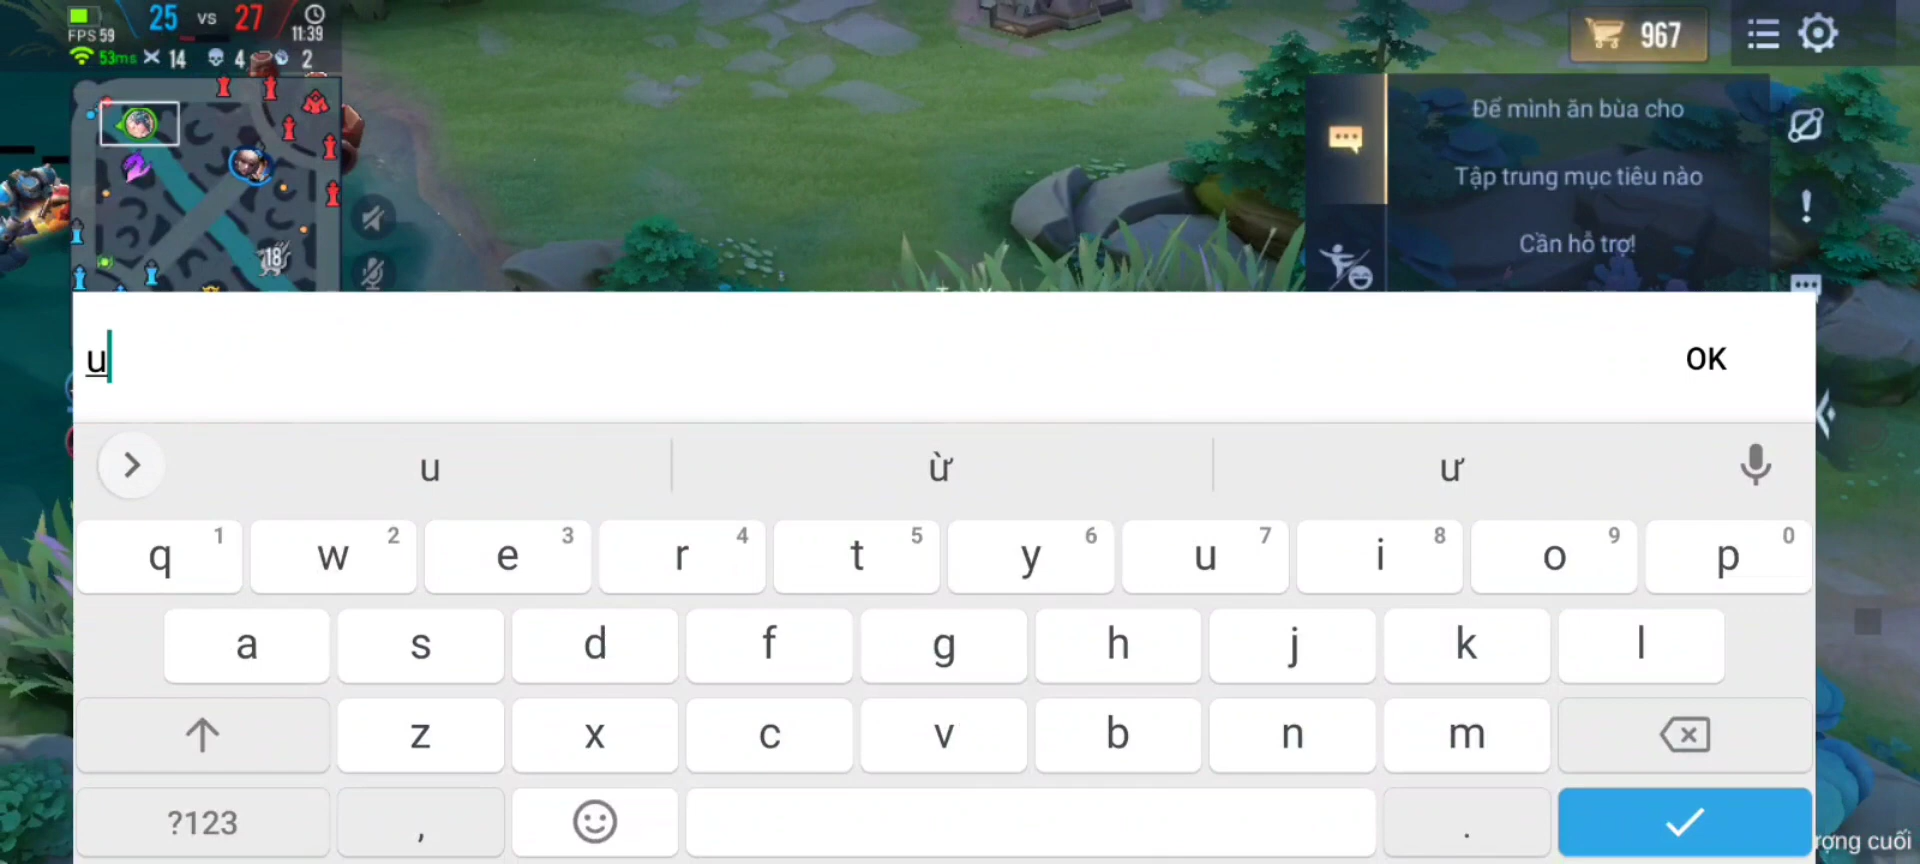 25 vs 27
FPS 59
11:39
53ms 14 4 2
967
18
Để mình ăn bùa cho
Tập trung mục tiêu nào
Cần hỗ trợ!
u
OK
u ừ ư
q 1 w 2 e 3 r 4 t 5 y 6 u 7 i 8 o 9 p 0
a s d f g h j k l
z x c v b n m
?123 , .
ượng cuối